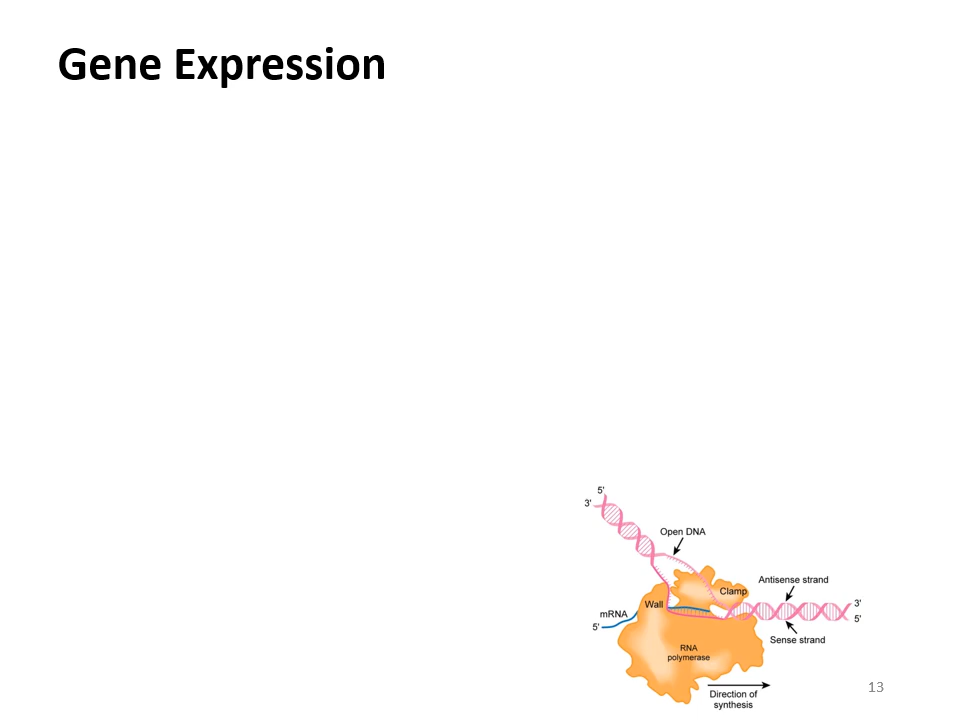 Gene Expression
5'
3'
Open DNA
Antisense strand
Clamp
Wall
3'
mRNA
5'
5'
Sense strand
RNA
polymerase
Direction of
synthesis
13